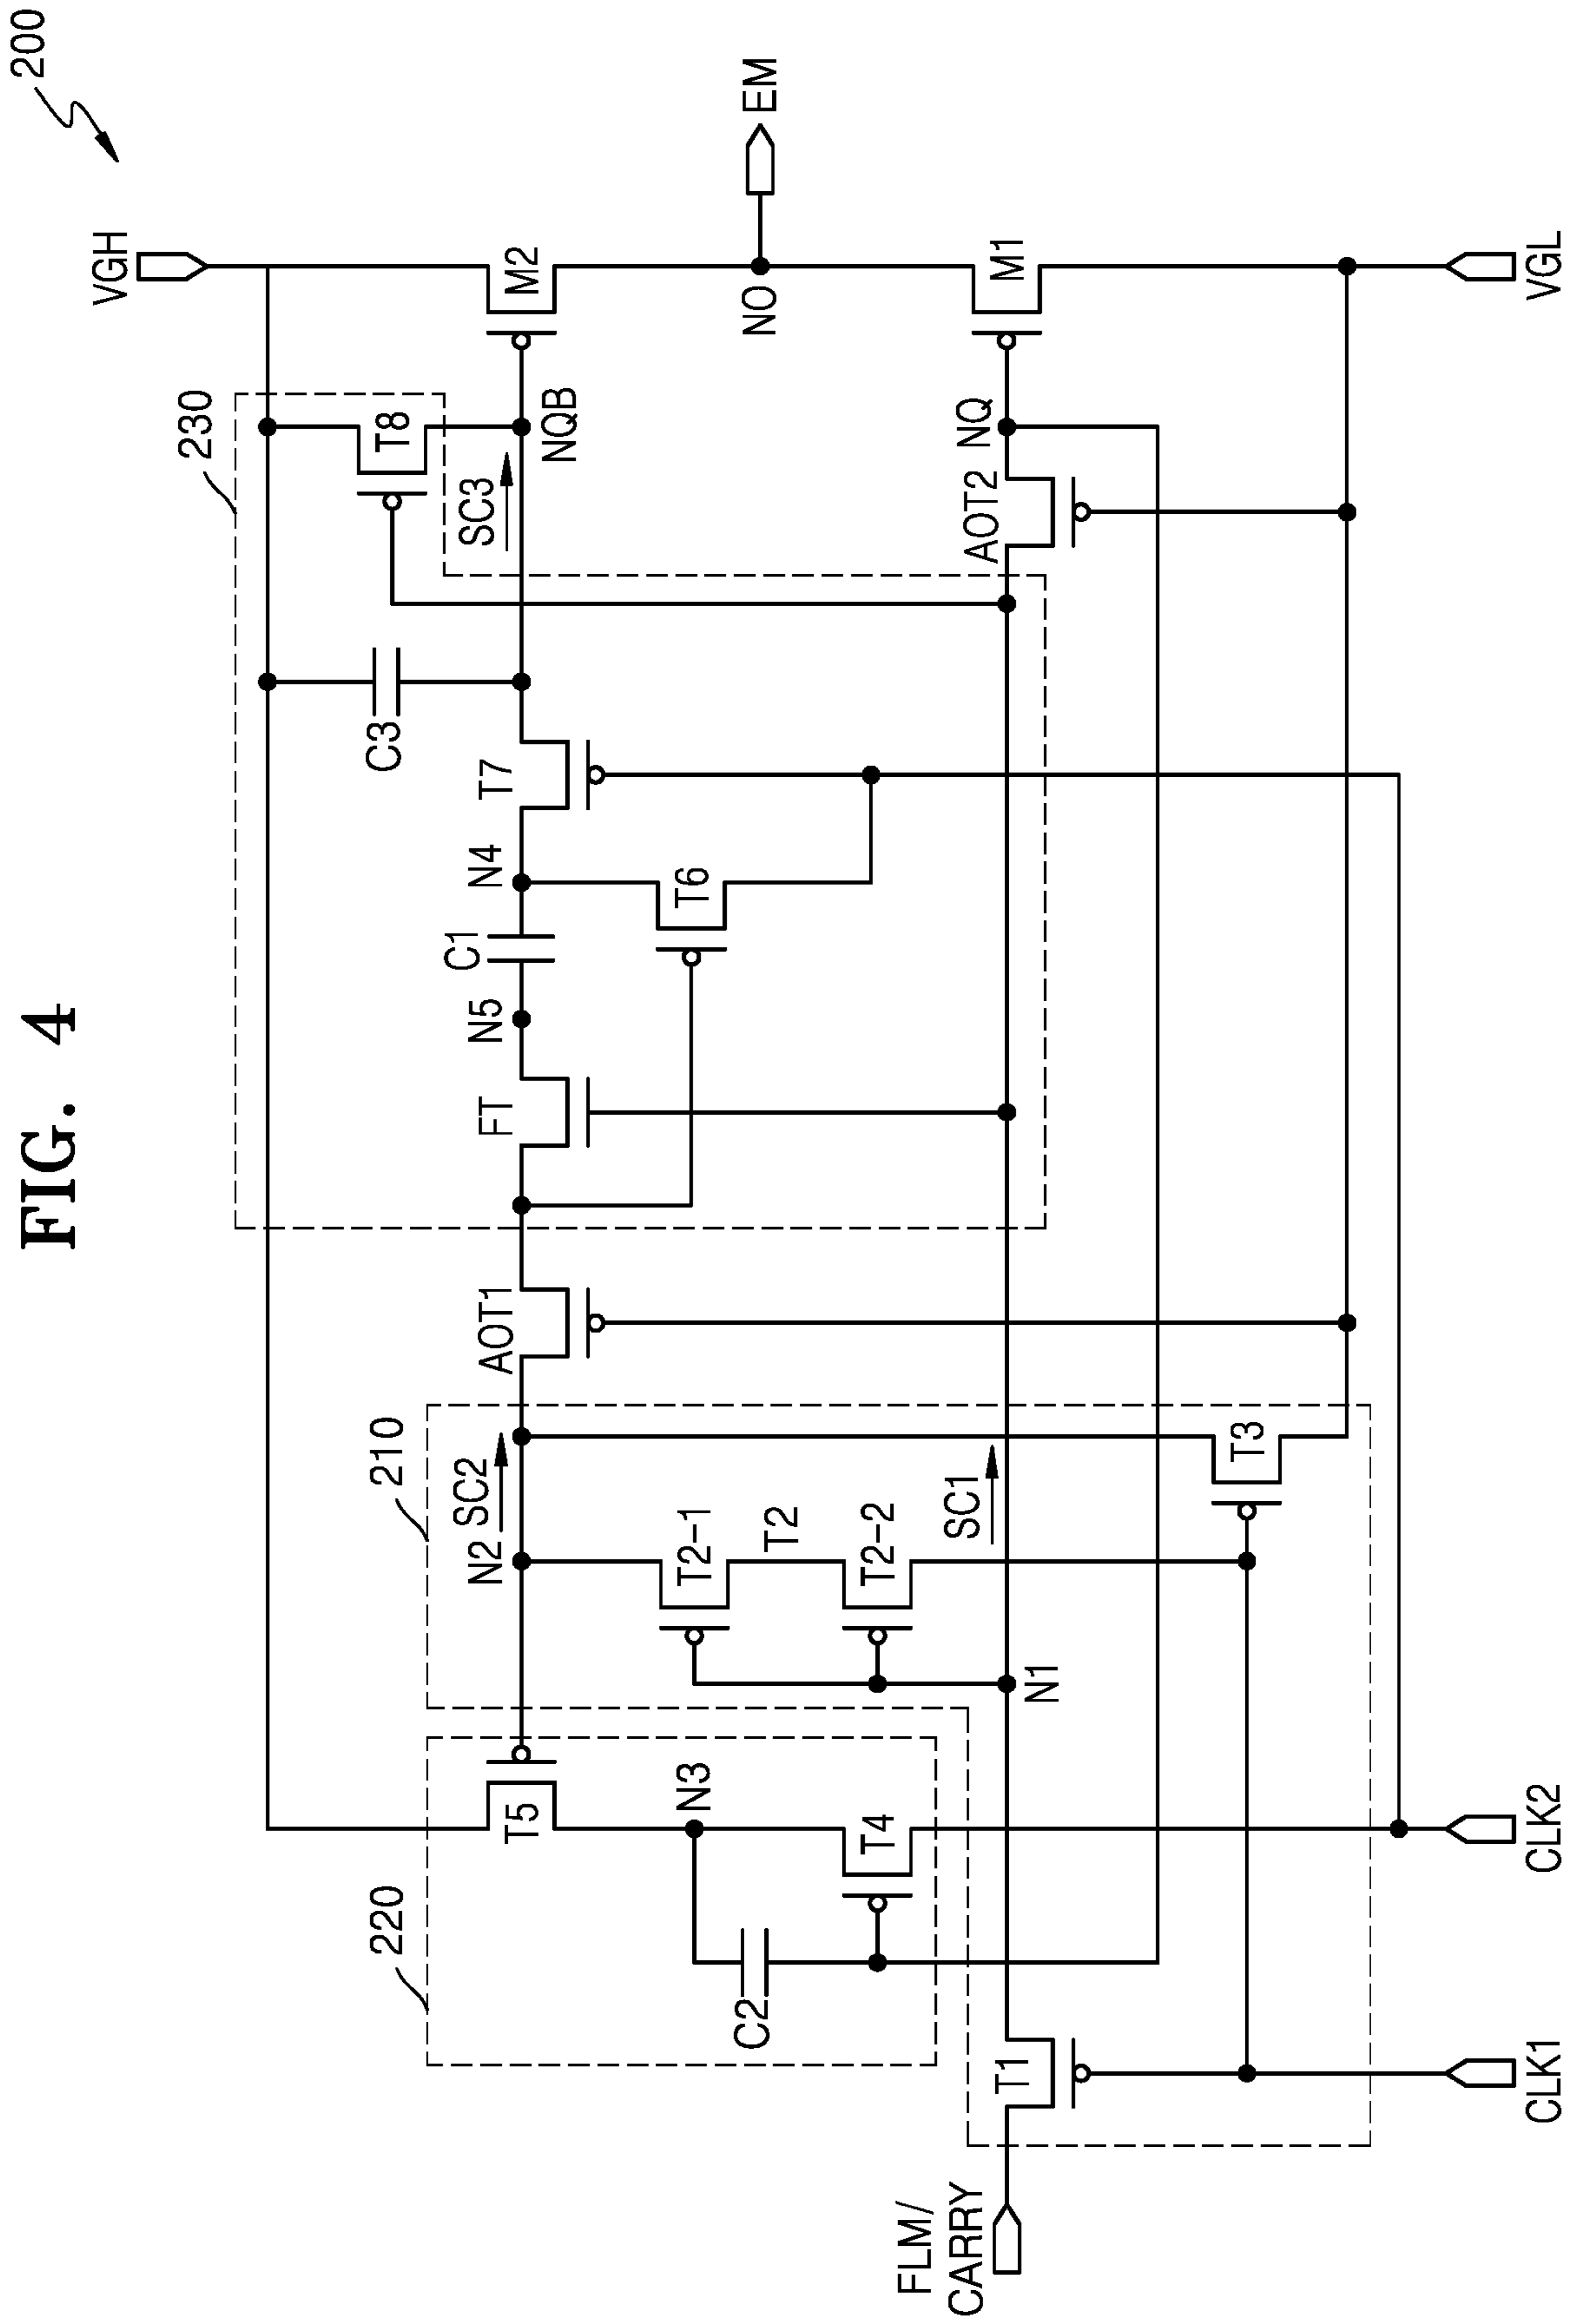 FIG. 4
200
VGH
230
T8
C3
M2
SC3
NQB
T7
N4
C1
N5
FT
T6
AOT1
NO
EM
NQ
AOT2
M1
VGL
210
SC2
N2
T2-1
T2
T2-2
SC1
N1
T3
220
T5
N3
T4
C2
T1
FLM/
CARRY
CLK1
CLK2